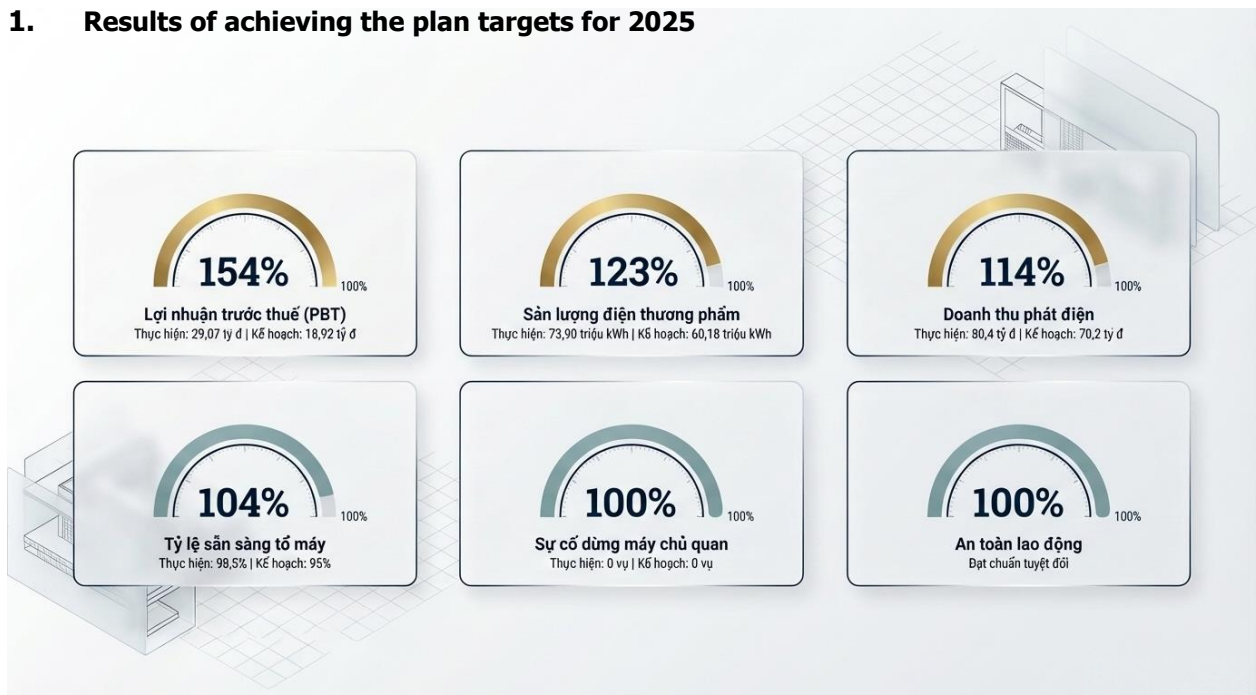 1. Results of achieving the plan targets for 2025
154%
100%
Lợi nhuận trước thuế (PBT)
Thực hiện: 29,07 tỷ đ | Kế hoạch: 18,92 tỷ đ
123%
100%
Sản lượng điện thương phẩm
Thực hiện: 73,90 triệu kWh | Kế hoạch: 60,18 triệu kWh
114%
100%
Doanh thu phát điện
Thực hiện: 80,4 tỷ đ | Kế hoạch: 70,2 tỷ đ
104%
100%
Tỷ lệ sẵn sàng tổ máy
Thực hiện: 98,5% | Kế hoạch: 95%
100%
100%
Sự cố dừng máy chủ quan
Thực hiện: 0 vụ | Kế hoạch: 0 vụ
100%
100%
An toàn lao động
Đạt chuẩn tuyệt đối